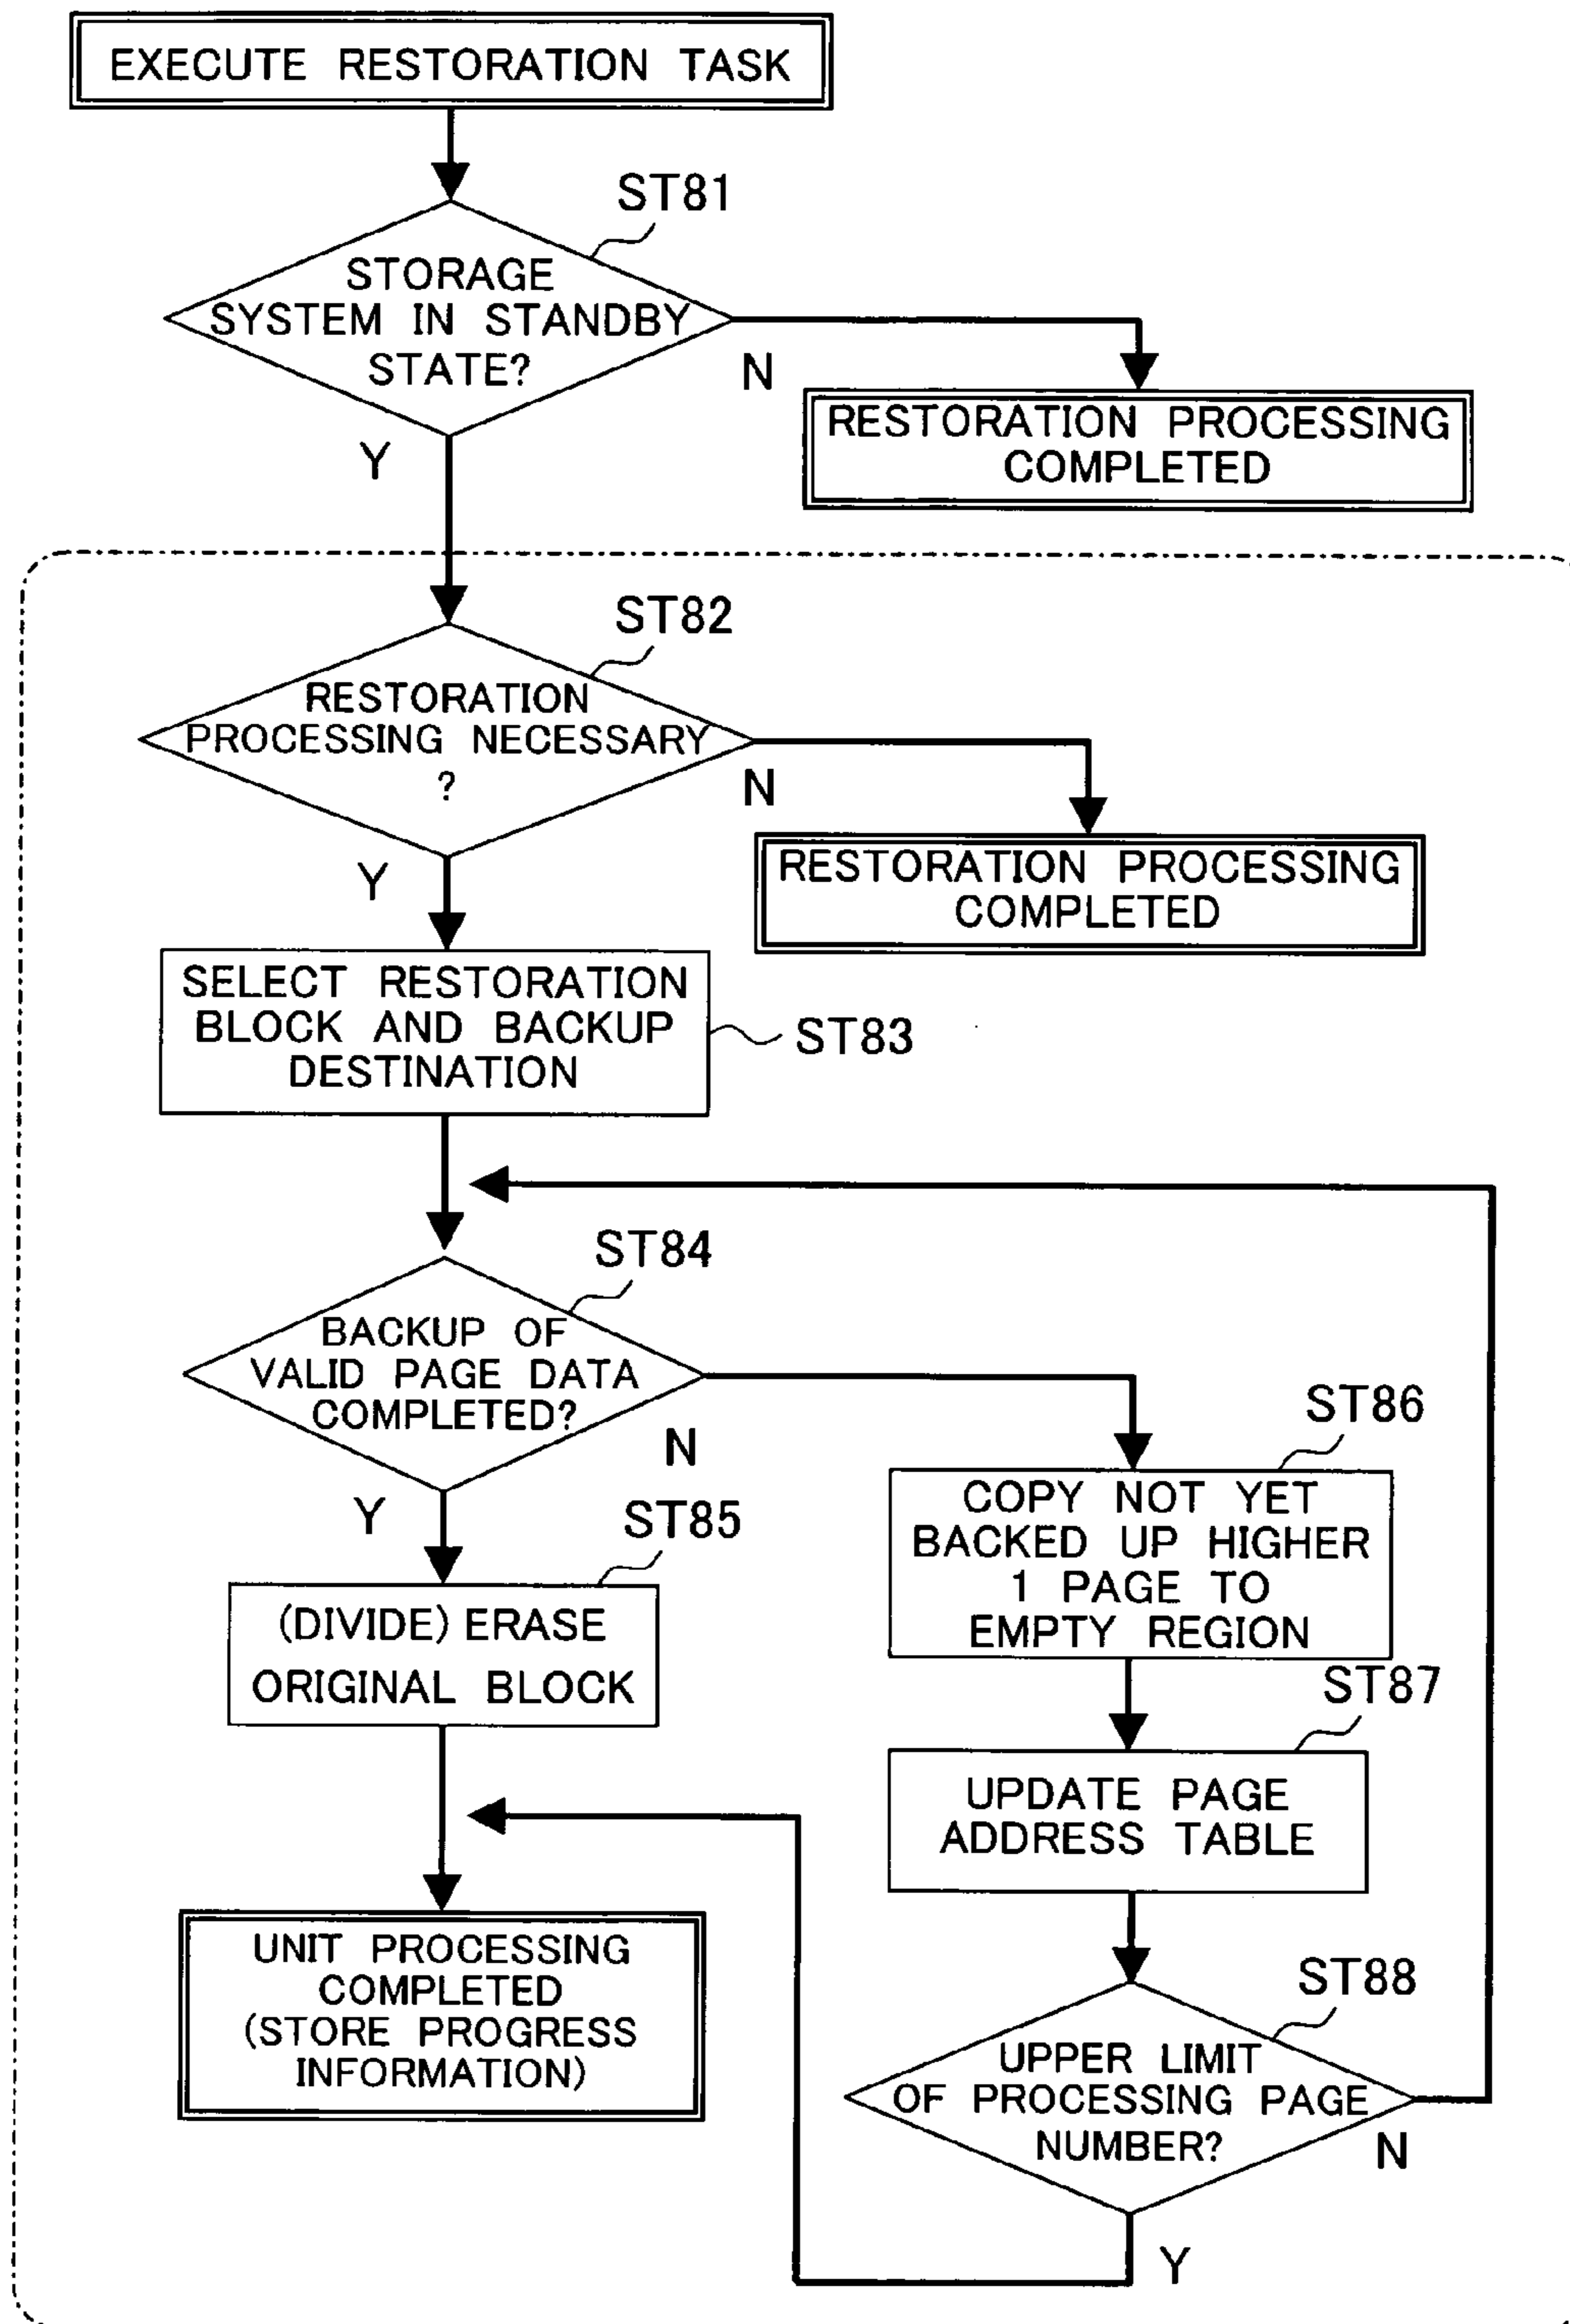 EXECUTE RESTORATION TASK
ST81
STORAGE
SYSTEM IN STANDBY
STATE?
N
Y
RESTORATION PROCESSING
COMPLETED
ST82
RESTORATION
PROCESSING NECESSARY
?
N
Y
RESTORATION PROCESSING
COMPLETED
SELECT RESTORATION
BLOCK AND BACKUP
DESTINATION
ST83
ST84
BACKUP OF
VALID PAGE DATA
COMPLETED?
N
Y
ST85
(DIVIDE) ERASE
ORIGINAL BLOCK
ST86
COPY NOT YET
BACKED UP HIGHER
1 PAGE TO
EMPTY REGION
ST87
UPDATE PAGE
ADDRESS TABLE
UNIT PROCESSING
COMPLETED
(STORE PROGRESS
INFORMATION)
ST88
UPPER LIMIT
OF PROCESSING PAGE
NUMBER?
N
Y